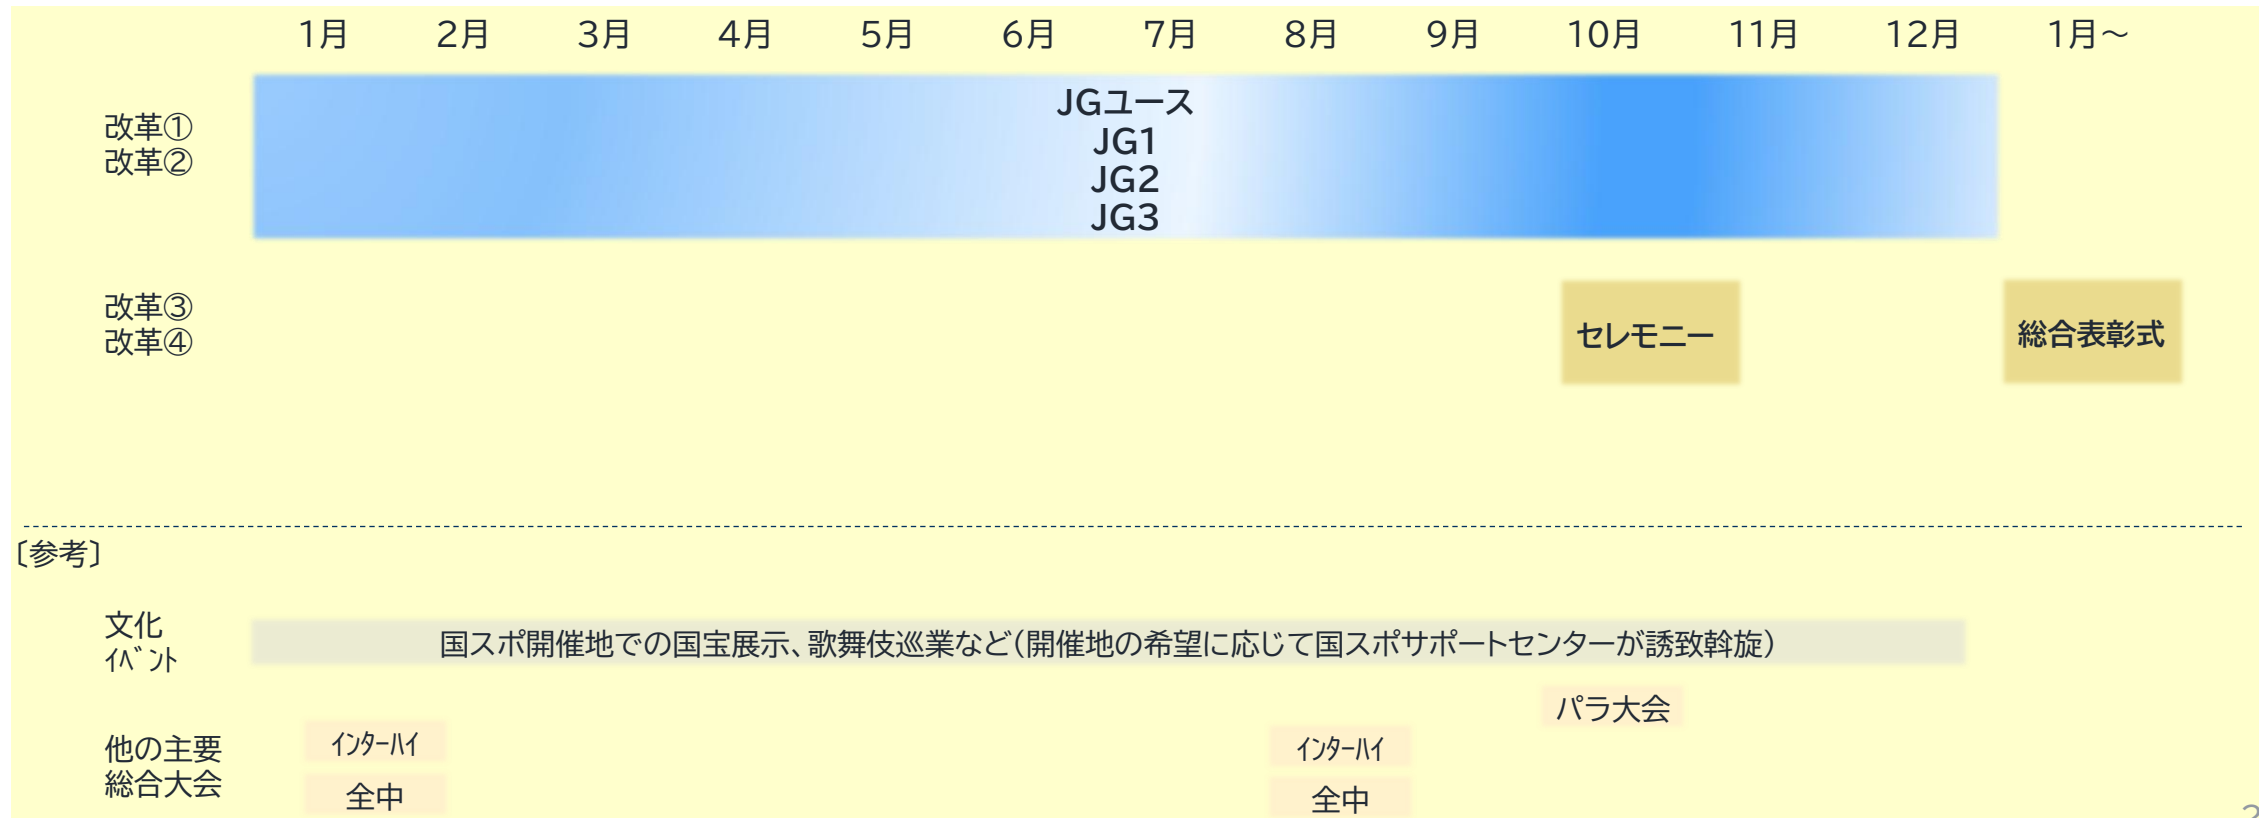 1月 2月 3月 4月 5月 6月 7月 8月 9月 10月 11月 12月 1月～
改革①
改革②
JGユース
JG1
JG2
JG3
改革③
改革④
セレモニー
総合表彰式
〔参考〕
文化
ｲﾍﾞﾝﾄ
国スポ開催地での国宝展示、歌舞伎巡業など（開催地の希望に応じて国スポサポートセンターが誘致斡旋）
パラ大会
他の主要
総合大会
ｲﾝﾀｰﾊｲ
全中
ｲﾝﾀｰﾊｲ
全中